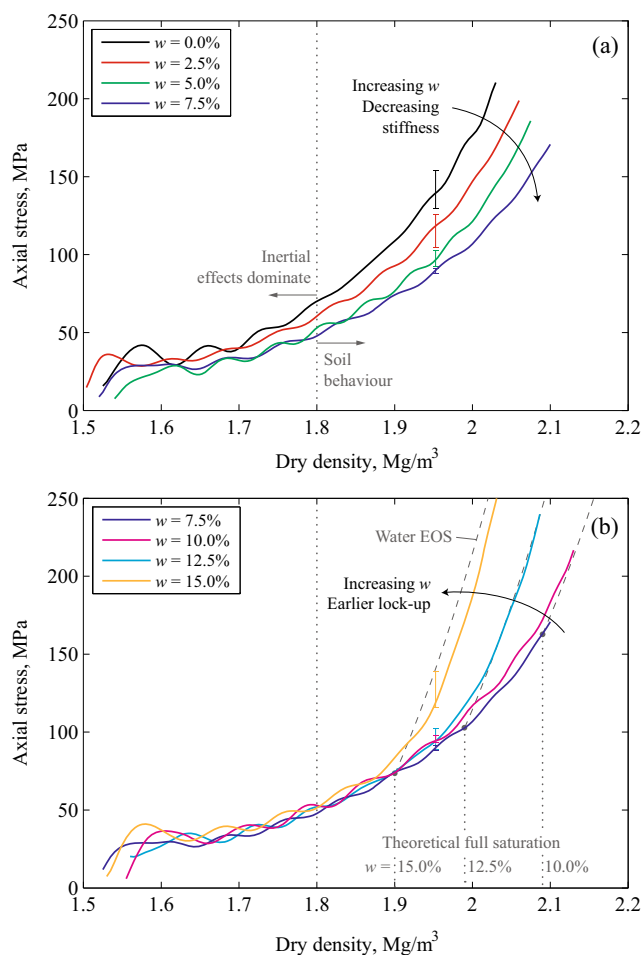 250
200
150
100
50
0
Axial stress, MPa
w = 0.0%
w = 2.5%
w = 5.0%
w = 7.5%
(a)
Increasing w
Decreasing
stiffness
Inertial
effects dominate
Soil
behaviour
1.5 1.6 1.7 1.8 1.9 2 2.1 2.2
Dry density, Mg/m³
250
200
150
100
50
0
Axial stress, MPa
w = 7.5%
w = 10.0%
w = 12.5%
w = 15.0%
(b)
Water EOS
Increasing w
Earlier lock-up
Theoretical full saturation
w = 15.0% 12.5% 10.0%
1.5 1.6 1.7 1.8 1.9 2 2.1 2.2
Dry density, Mg/m³